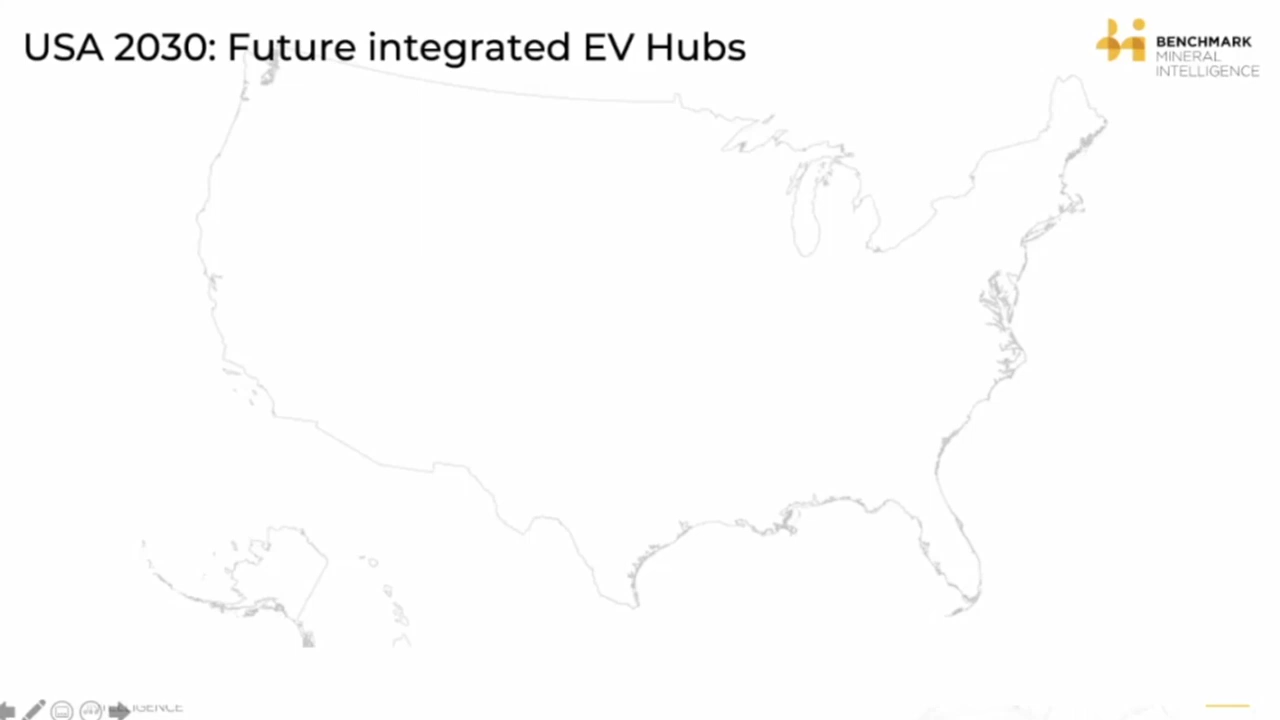 USA 2030: Future integrated EV Hubs
BENCHMARK
MINERAL
INTELLIGENCE